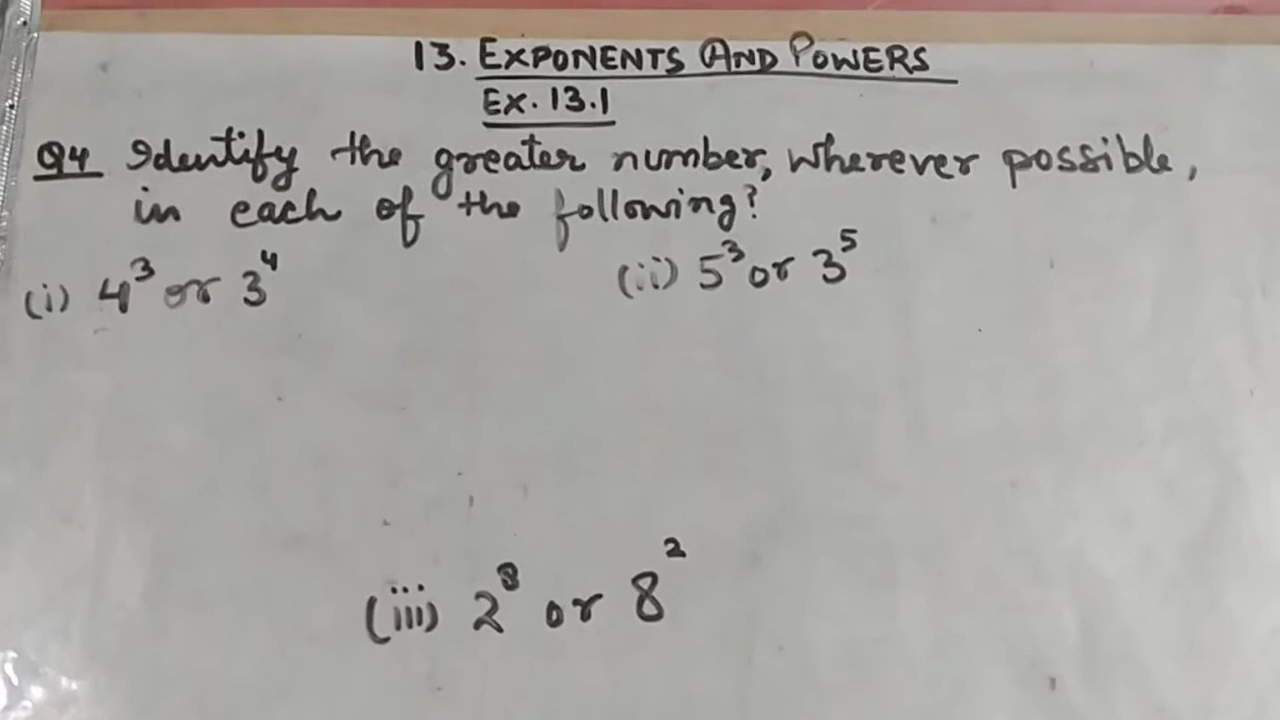 13. EXPONENTS AND POWERS
EX. 13.1
Q4 Identify the greater number, wherever possible,
in each of the following?
(i) 4³ or 3⁴ (ii) 5³ or 3⁵
(iii) 2⁸ or 8²